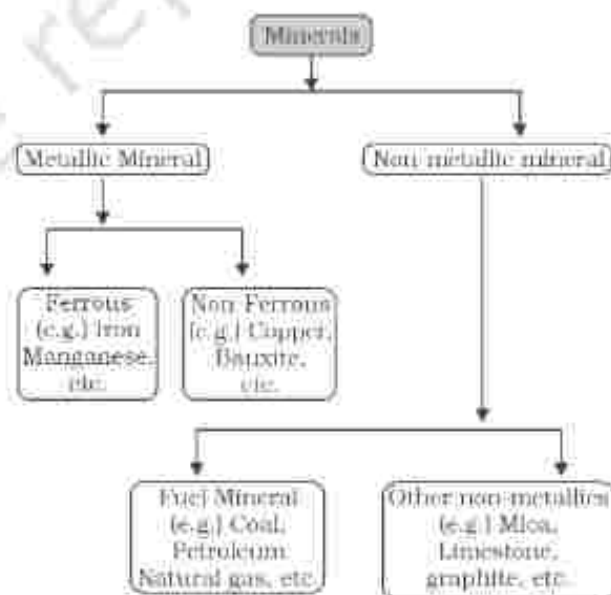 Minerals
Metallic Mineral
Non metallic mineral
Ferrous
(e.g.) Iron
Manganese,
etc.
Non Ferrous
(e.g.) Copper,
Bauxite,
etc.
Fuel Mineral
(e.g.) Coal,
Petroleum
Natural gas, etc.
Other non-metallics
(e.g.) Mica,
Limestone,
graphite, etc.